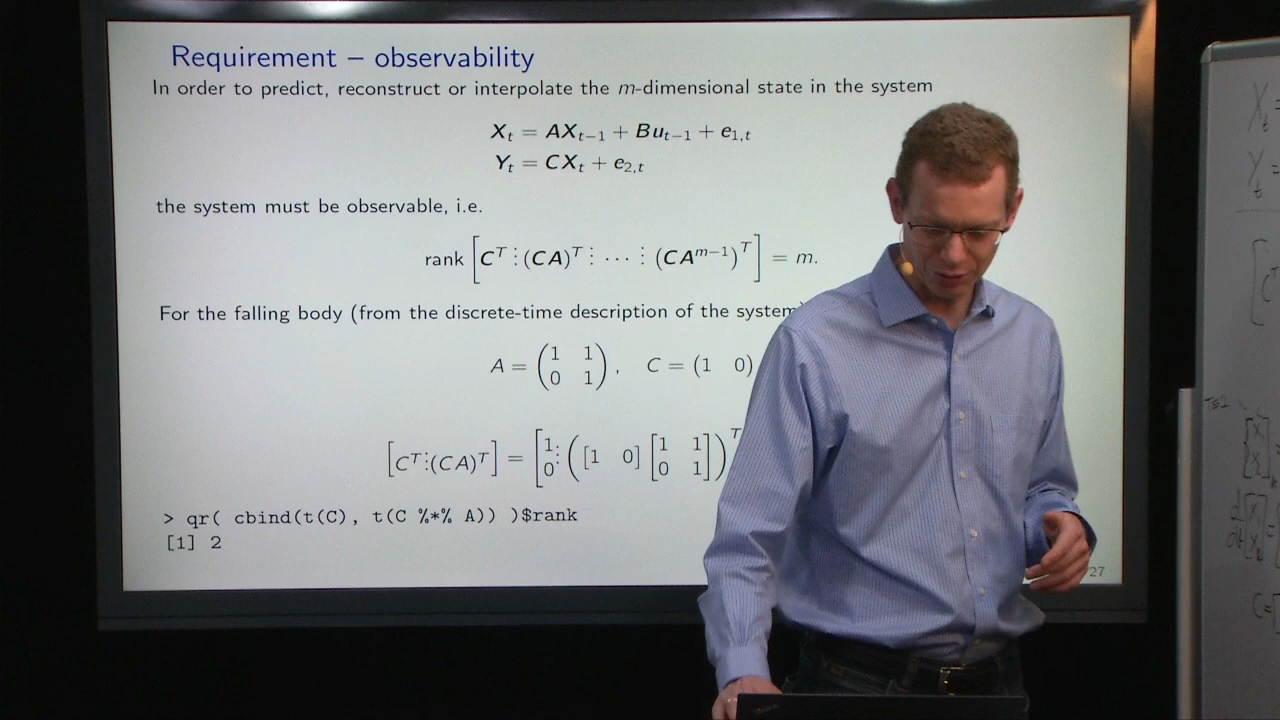 Requirement – observability
In order to predict, reconstruct or interpolate the m-dimensional state in the system
X_t = AX_{t−1} + Bu_{t−1} + e_{1,t}
Y_t = CX_t + e_{2,t}
the system must be observable, i.e.
rank [C^T ⋮ (CA)^T ⋮ ⋯ ⋮ (CA^{m−1})^T] = m.
For the falling body (from the discrete-time description of the system)
A = (1 1 0 1), C = (1 0)
[C^T ⋮ (CA)^T] = [1 0 ⋮ ([1 0] [1 1 0 1])^T
> qr( cbind(t(C), t(C %*% A)) )$rank
[1] 2
27
X_t =
Y_t =
C=